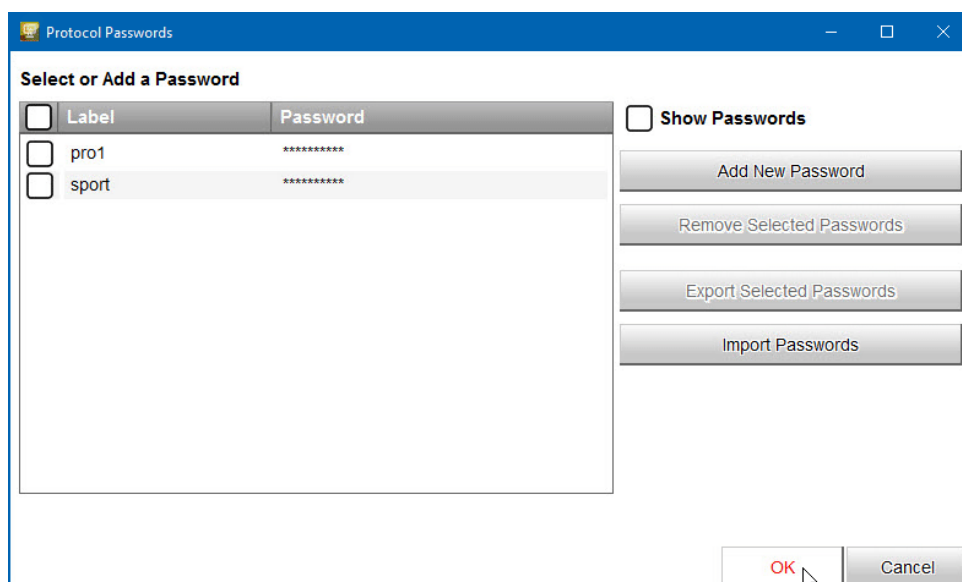 Protocol Passwords
Select or Add a Password
Label Password
pro1 **********
sport **********
Show Passwords
Add New Password
Remove Selected Passwords
Export Selected Passwords
Import Passwords
OK Cancel